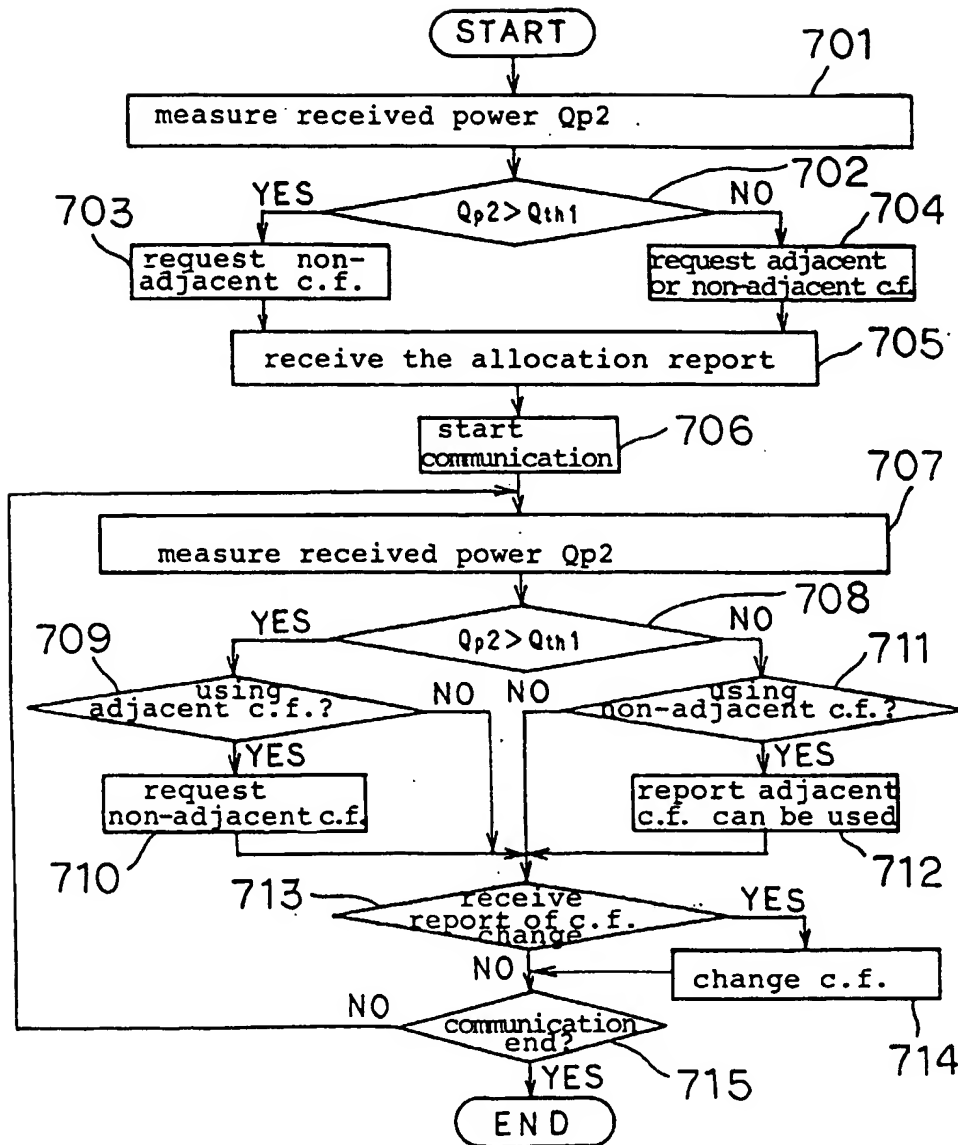 START
701
measure received power Qp2
702
YES
NO
703
Qp2>Qth1
704
request non-
adjacent c.f.
request adjacent
or non-adjacent c.f.
receive the allocation report
705
start
communication
706
707
measure received power Qp2
708
YES
NO
709
Qp2>Qth1
711
using
adjacent c.f.?
NO
NO
using
non-adjacent c.f.?
YES
YES
request
non-adjacent c.f.
report adjacent
c.f. can be used
710
712
713
receive
report of c.f.
change
YES
NO
change c.f.
NO
communication
end?
714
715
YES
END